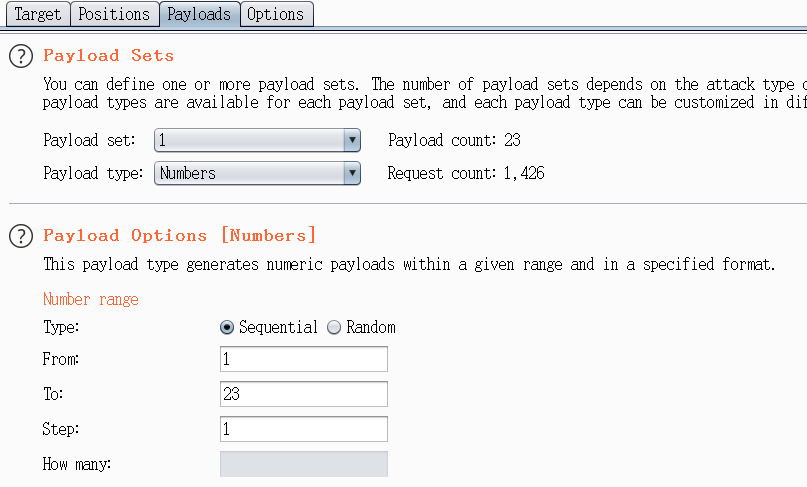 Target Positions Payloads Options
? Payload Sets
You can define one or more payload sets. The number of payload sets depends on the attack type
payload types are available for each payload set, and each payload type can be customized in
Payload set: 1 Payload count: 23
Payload type: Numbers Request count: 1,426
? Payload Options [Numbers]
This payload type generates numeric payloads within a given range and in a specified format.
Number range
Type: Sequential Random
From: 1
To: 23
Step: 1
How many: